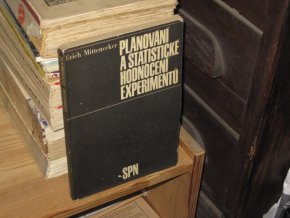 Erich Mittenecker
PLÁNOVÁNÍ
A STATISTICKÉ
HODNOCENÍ
EXPERIMENTŮ
SPN